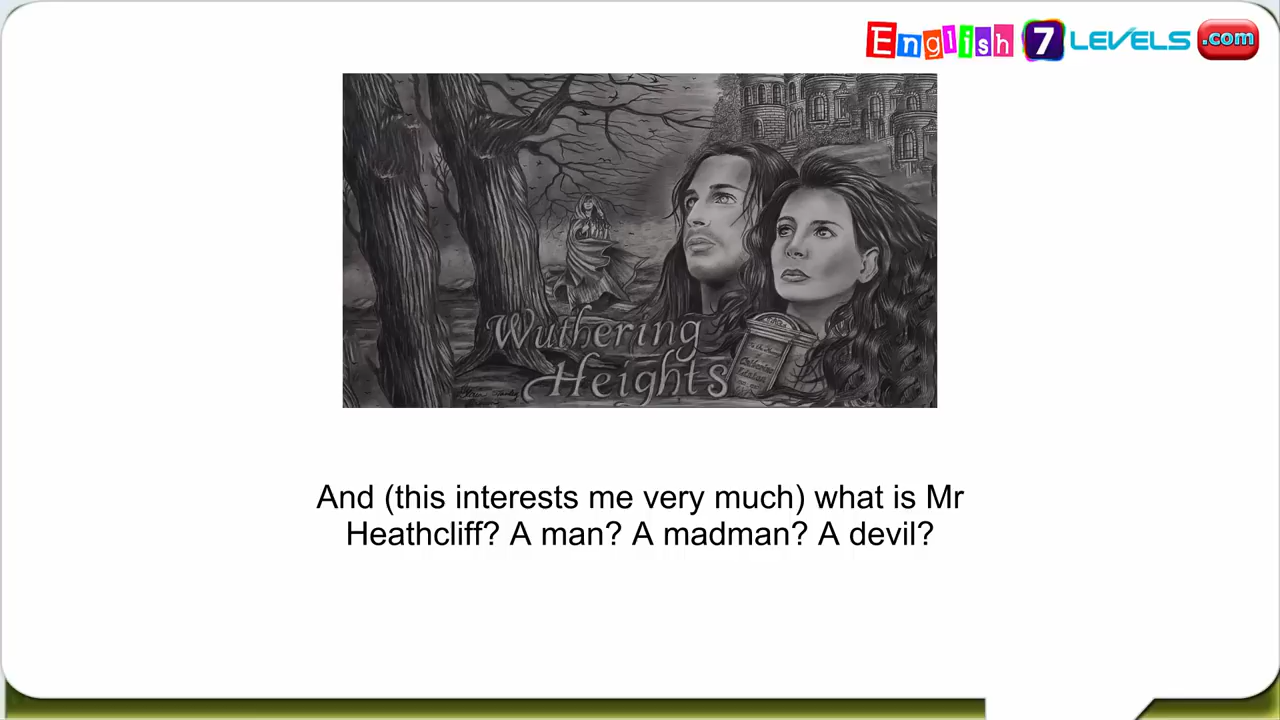 English 7 LEVELS .com
Wuthering
Heights
And (this interests me very much) what is Mr
Heathcliff? A man? A madman? A devil?